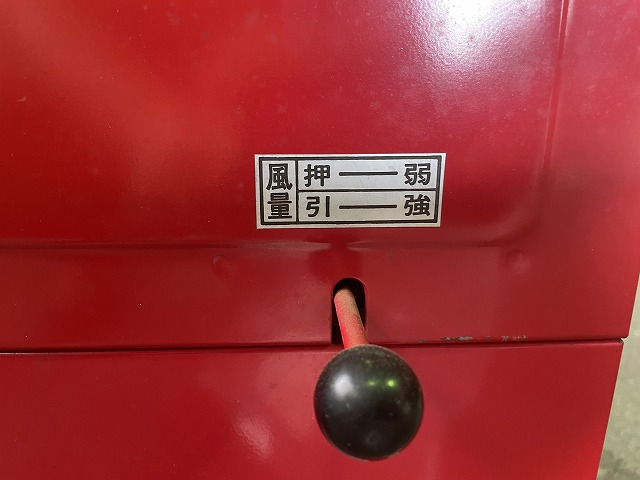 風量
押 — 弱
引 — 強